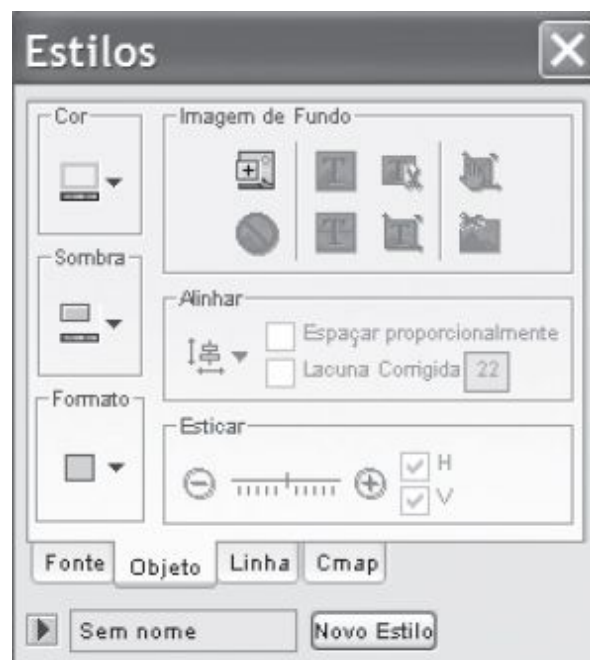 Estilos
Cor
Imagem de Fundo
Sombra
Alinhar
Espaçar proporcionalmente
Lacuna Corrigida 22
Formato
Esticar
H
V
Fonte Objeto Linha Cmap
Sem nome Novo Estilo